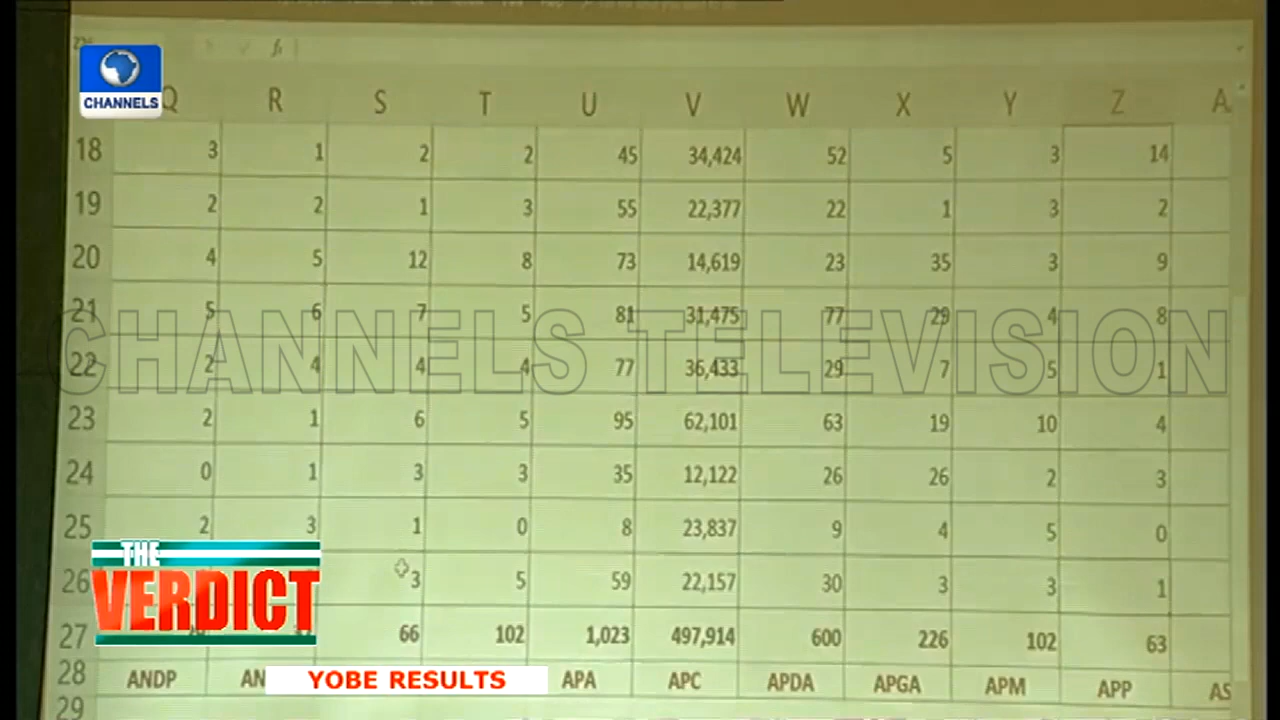 CHANNELS
fx
Q R S T U V W X Y Z A
18 3 1 2 2 45 34,424 52 5 3 14
19 2 2 1 3 55 22,377 22 1 3 2
20 4 5 12 8 73 14,619 23 35 3 9
21 5 6 7 5 81 31,475 77 29 4 8
CHANNELS TELEVISION
22 2 4 4 4 77 36,433 29 7 5 1
23 2 1 6 5 95 62,101 63 19 10 4
24 0 1 3 3 35 12,122 26 26 2 3
25 2 3 1 0 8 23,837 9 4 5 0
26 3 5 59 22,157 30 3 3 1
THE
VERDICT
27 66 102 1,023 497,914 600 226 102 63
28 ANDP AN APA APC APDA APGA APM APP AS
YOBE RESULTS
29